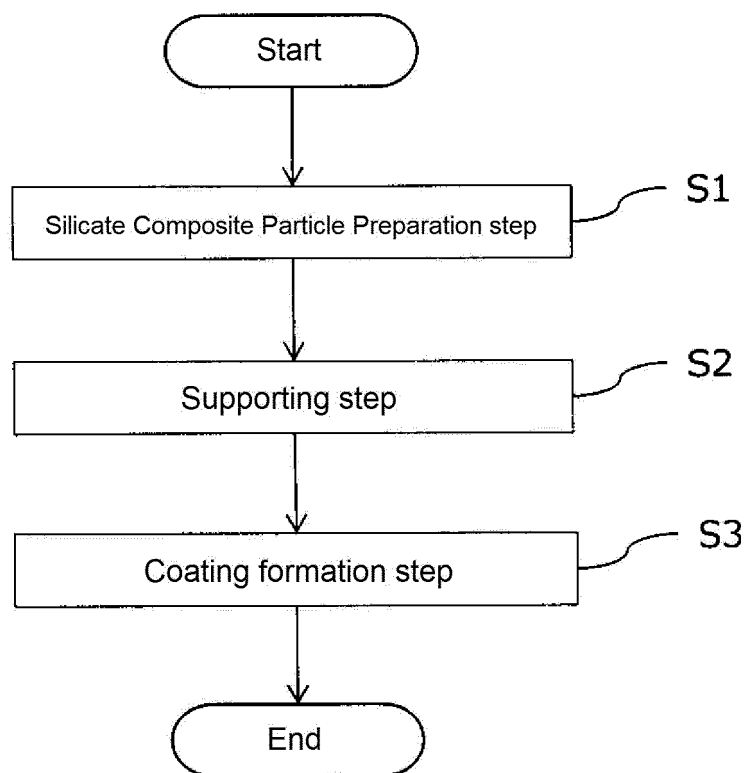 Start
Silicate Composite Particle Preparation step
S1
Supporting step
S2
Coating formation step
S3
End